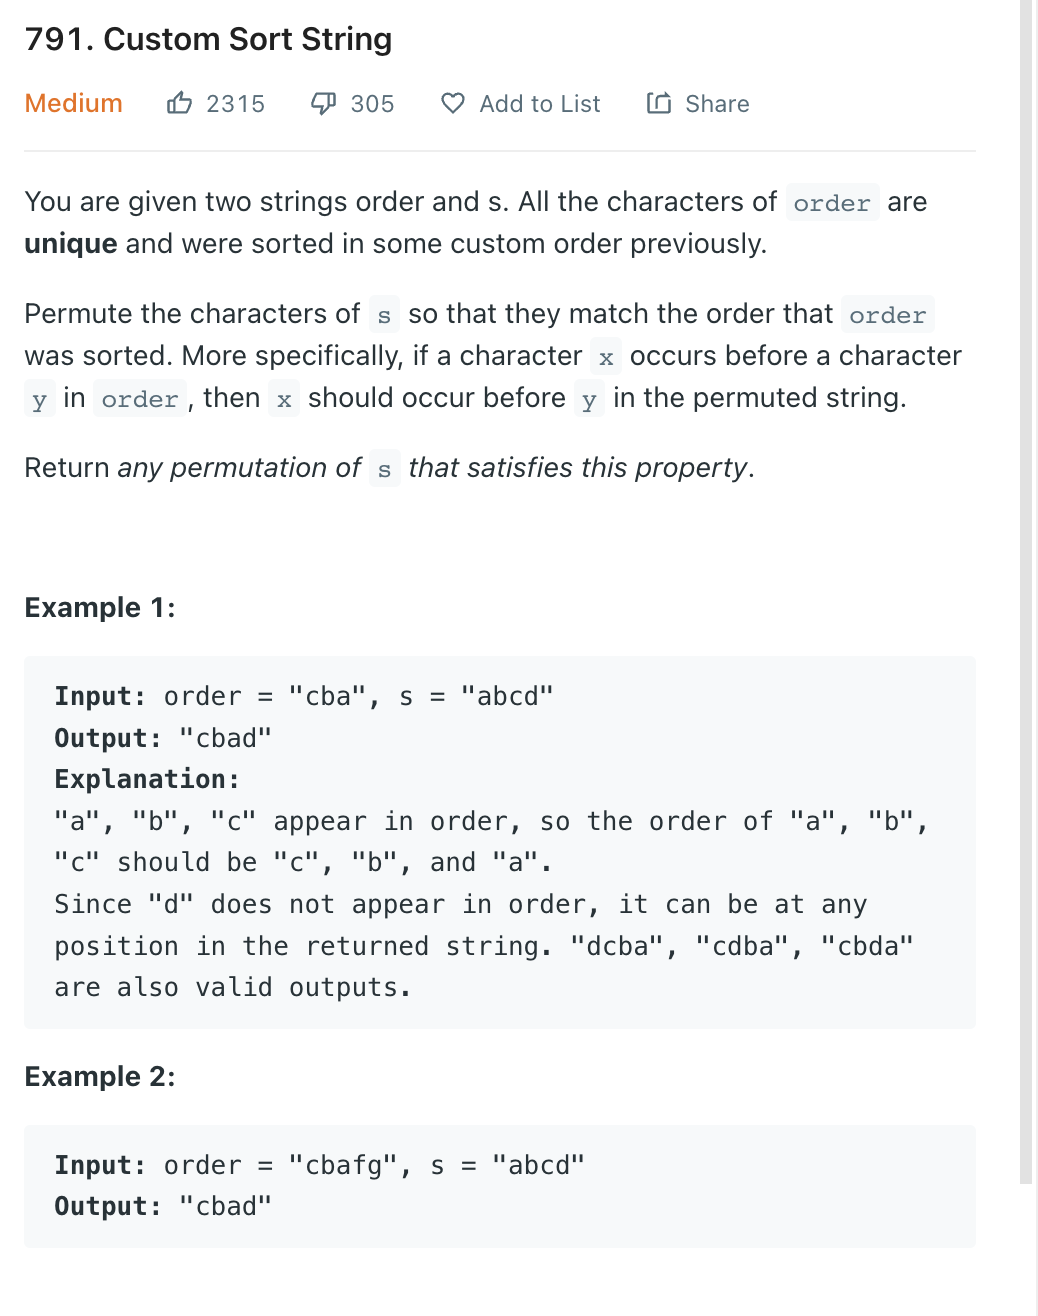 791. Custom Sort String
Medium 2315 305 Add to List Share
You are given two strings order and s. All the characters of order are
unique and were sorted in some custom order previously.
Permute the characters of s so that they match the order that order
was sorted. More specifically, if a character x occurs before a character
y in order, then x should occur before y in the permuted string.
Return any permutation of s that satisfies this property.
Example 1:
Input: order = "cba", s = "abcd"
Output: "cbad"
Explanation:
"a", "b", "c" appear in order, so the order of "a", "b",
"c" should be "c", "b", and "a".
Since "d" does not appear in order, it can be at any
position in the returned string. "dcba", "cdba", "cbda"
are also valid outputs.
Example 2:
Input: order = "cbafg", s = "abcd"
Output: "cbad"